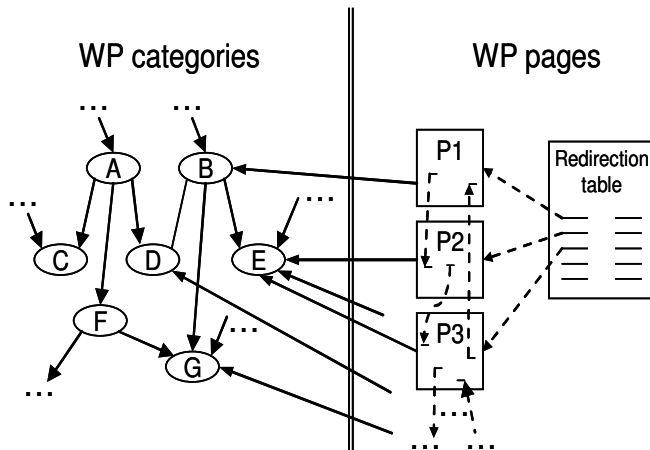 WP categories
WP pages
... ...
A B
P1
Redirection
table
... ...
C D E
P2
F
...
P3
G
...
...
... ...